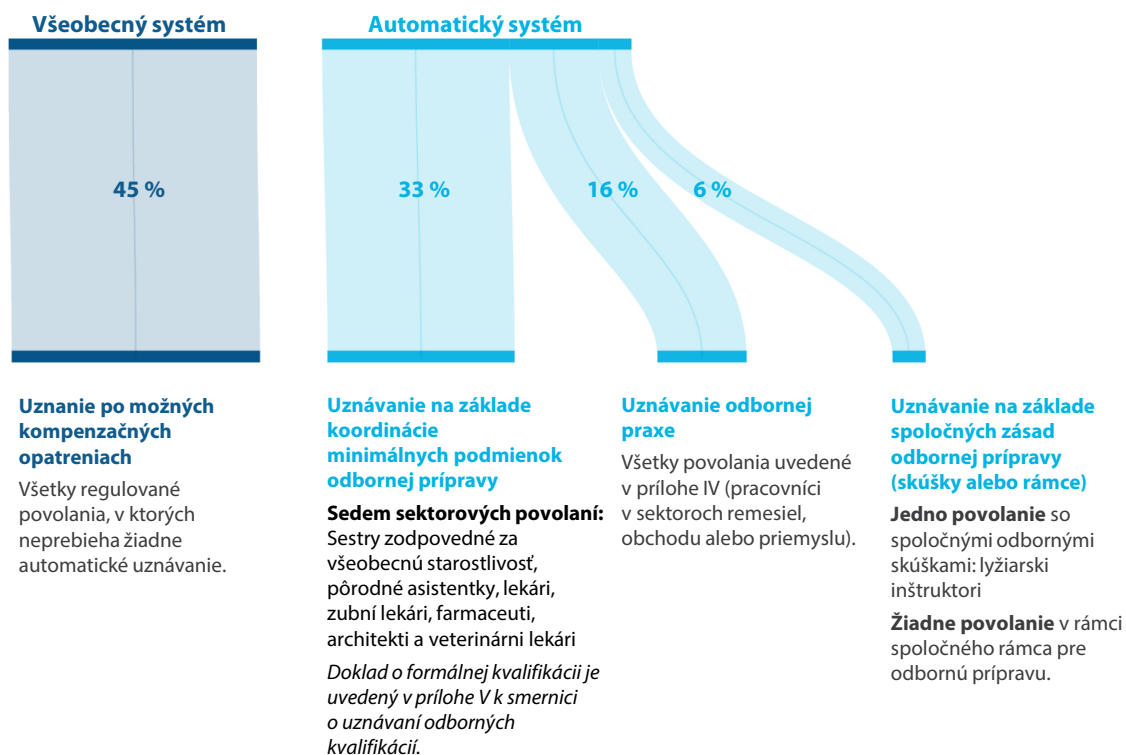 Všeobecný systém
Automatický systém
45 %
33 %
16 %
6 %
Uznanie po možných
kompenzačných
opatreniach
Všetky regulované
povolania, v ktorých
neprebieha žiadne
automatické uznávanie.
Uznávanie na základe
koordinácie
minimálnych podmienok
odbornej prípravy
Sedem sektorových povolaní:
Sestry zodpovedné za
všeobecnú starostlivosť,
pôrodné asistentky, lekári,
zubní lekári, farmaceuti,
architekti a veterinárni lekári
Doklad o formálnej kvalifikácii je
uvedený v prílohe V k smernici
o uznávaní odborných
kvalifikácií.
Uznávanie odbornej
praxe
Všetky povolania uvedené
v prílohe IV (pracovníci
v sektoroch remesiel,
obchodu alebo priemyslu).
Uznávanie na základe
spoločných zásad
odbornej prípravy
(skúšky alebo rámce)
Jedno povolanie so
spoločnými odbornými
skúškami: lyžiarski
inštruktori
Žiadne povolanie v rámci
spoločného rámca pre
odbornú prípravu.